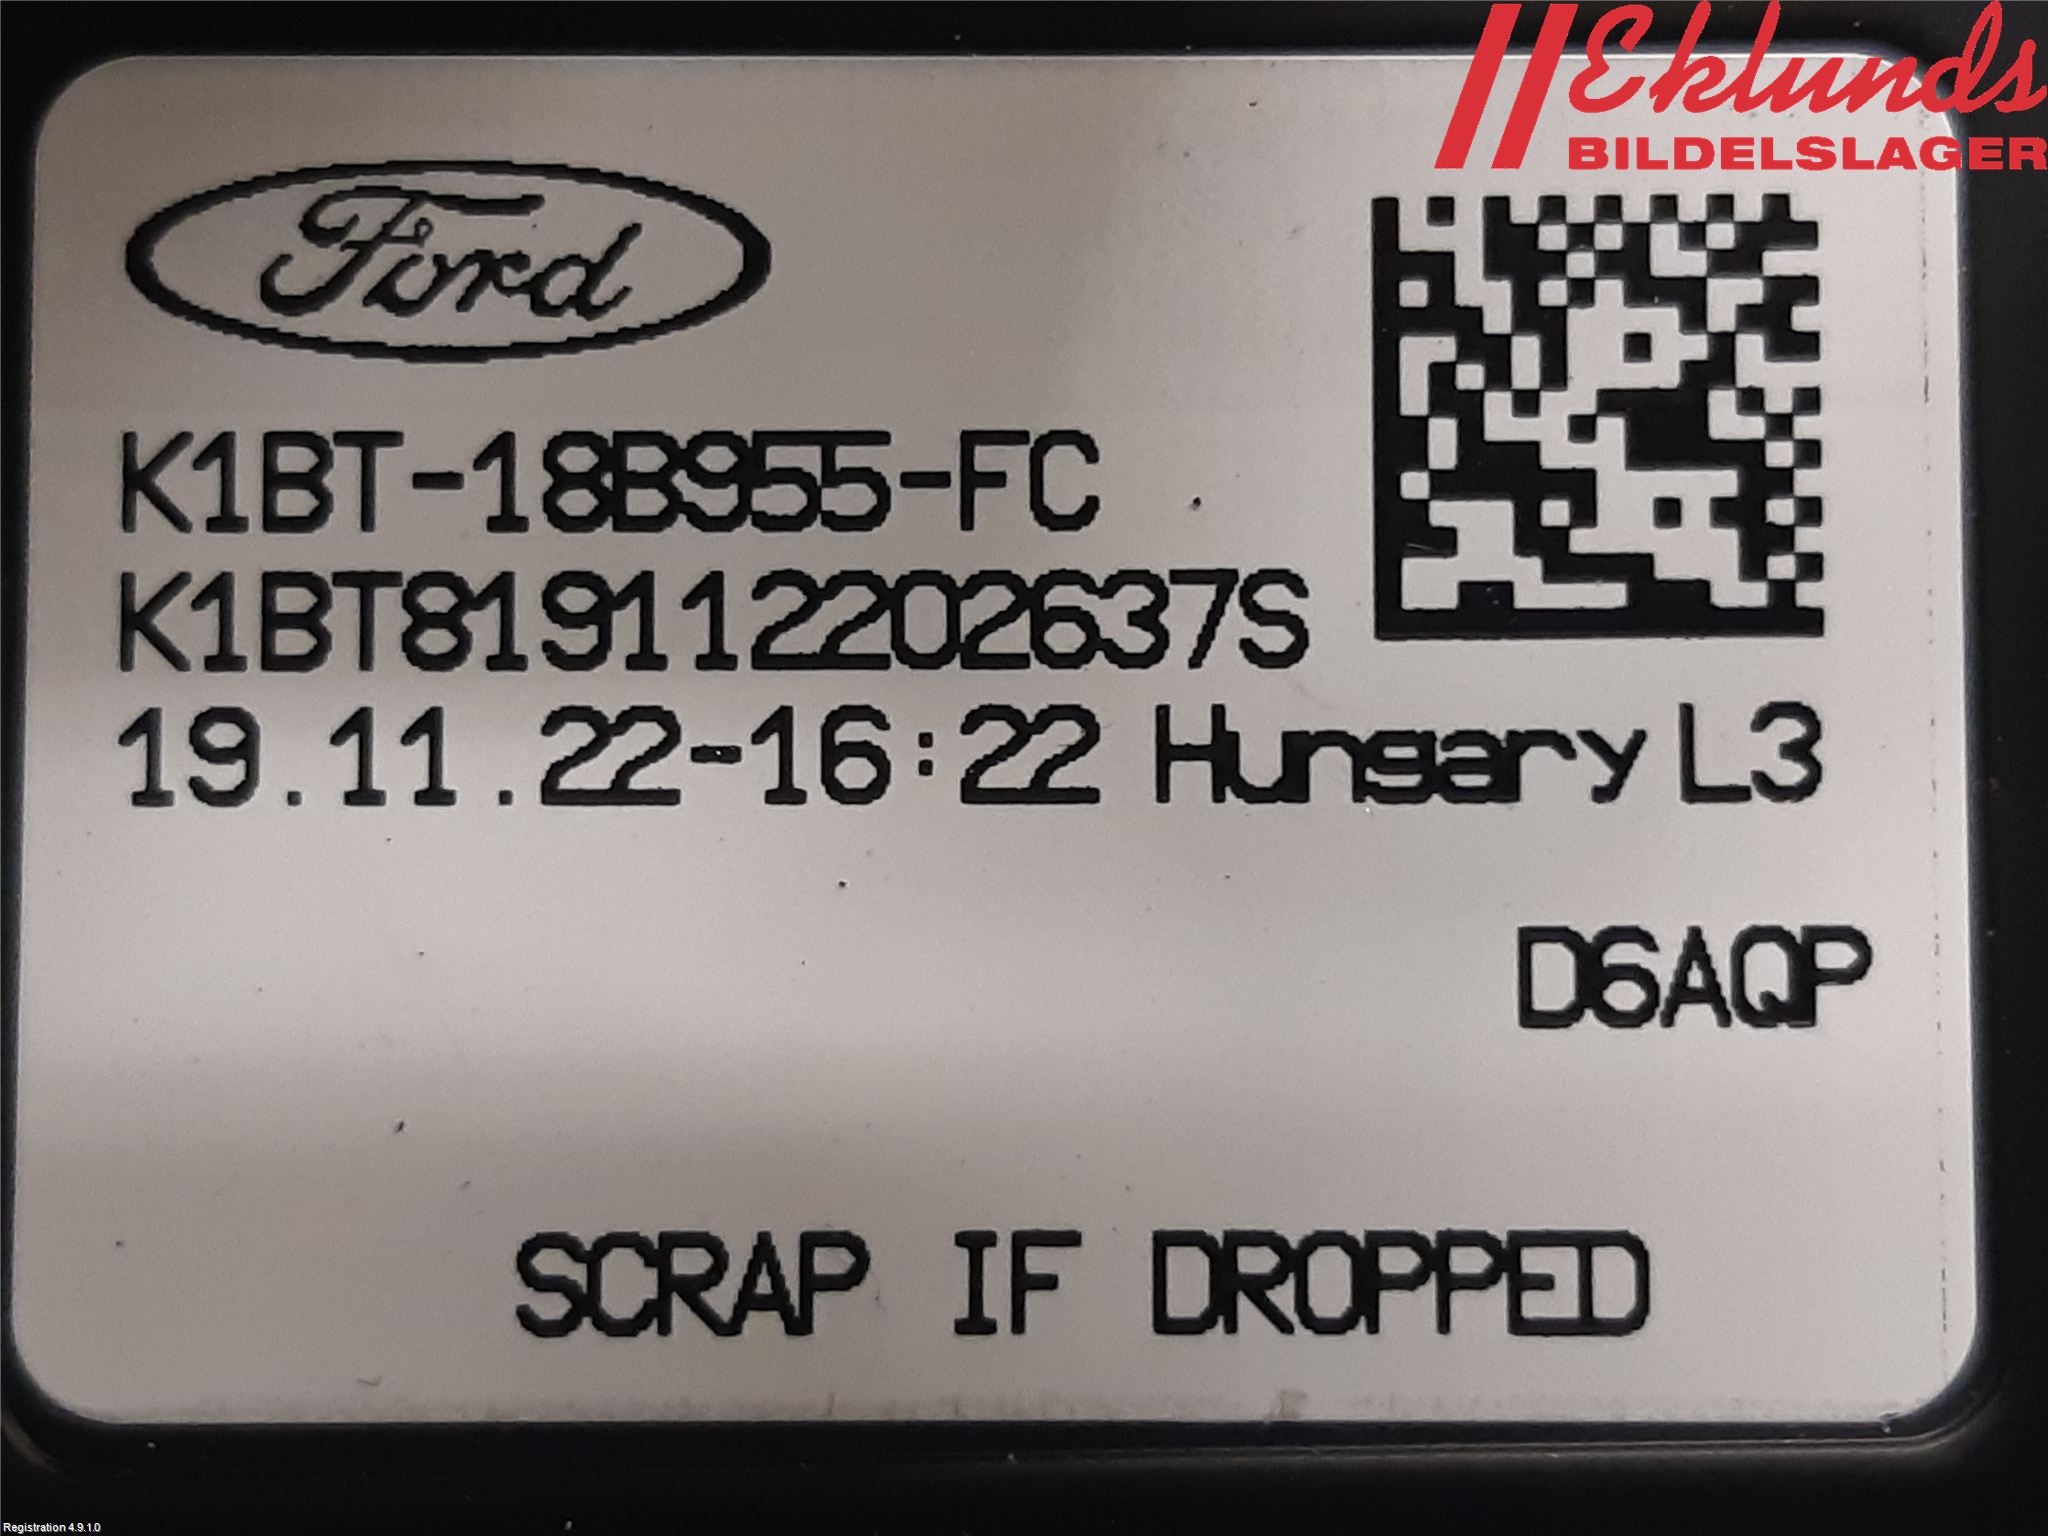 Eklunds
BILDELSLAGER
Ford
K1BT-18B955-FC
K1BT819112202637S
19.11.22-16:22 Hungary L3
D6AQP
SCRAP IF DROPPED
Registration 4.9.1.0